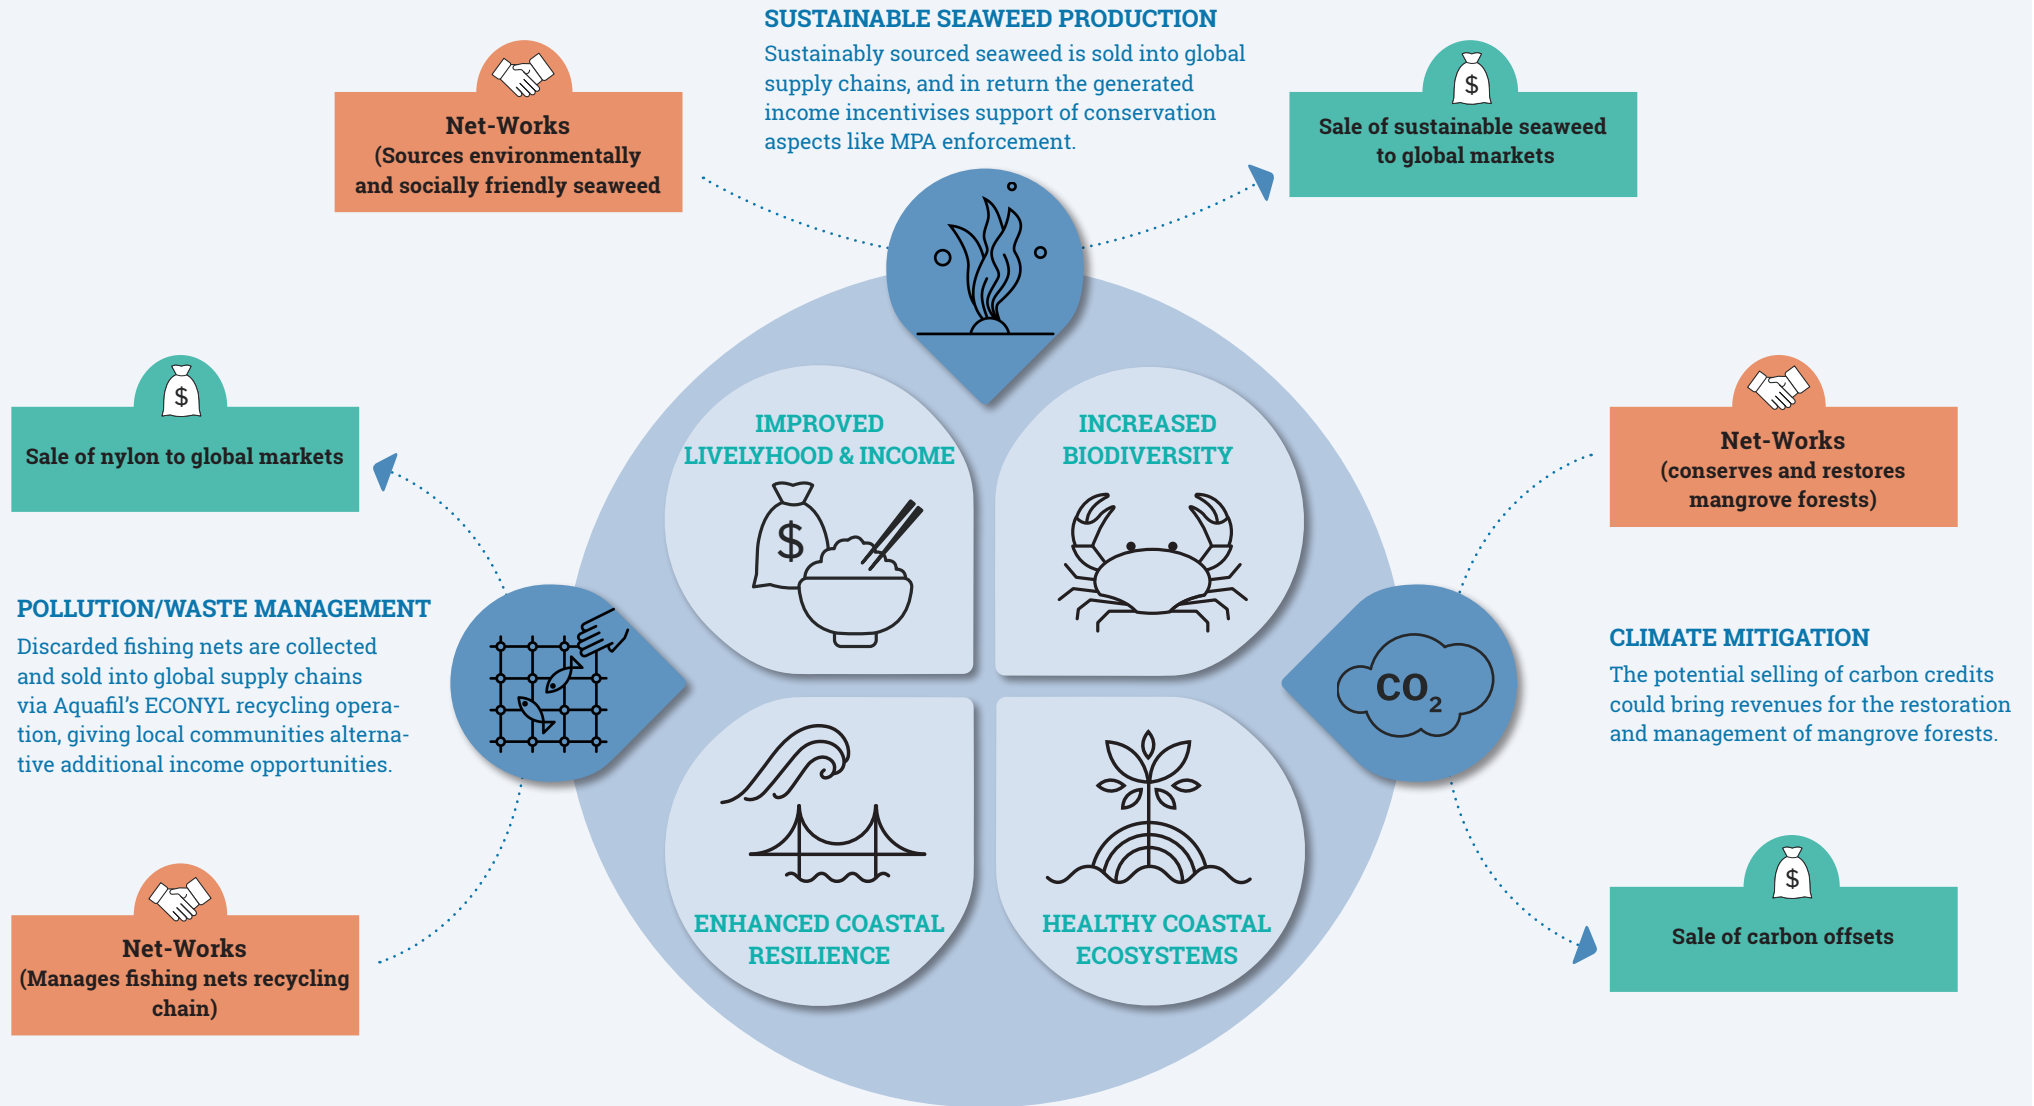 SUSTAINABLE SEAWEED PRODUCTION
Sustainably sourced seaweed is sold into global
supply chains, and in return the generated
income incentivises support of conservation
aspects like MPA enforcement.
Net-Works
(Sources environmentally
and socially friendly seaweed
$
Sale of sustainable seaweed
to global markets
$
Sale of nylon to global markets
Net-Works
(conserves and restores
mangrove forests)
IMPROVED
LIVELYHOOD & INCOME
$
INCREASED
BIODIVERSITY
POLLUTION/WASTE MANAGEMENT
Discarded fishing nets are collected
and sold into global supply chains
via Aquafil's ECONYL recycling opera-
tion, giving local communities alterna-
tive additional income opportunities.
CO2
CLIMATE MITIGATION
The potential selling of carbon credits
could bring revenues for the restoration
and management of mangrove forests.
ENHANCED COASTAL
RESILIENCE
HEALTHY COASTAL
ECOSYSTEMS
Net-Works
(Manages fishing nets recycling
chain)
$
Sale of carbon offsets